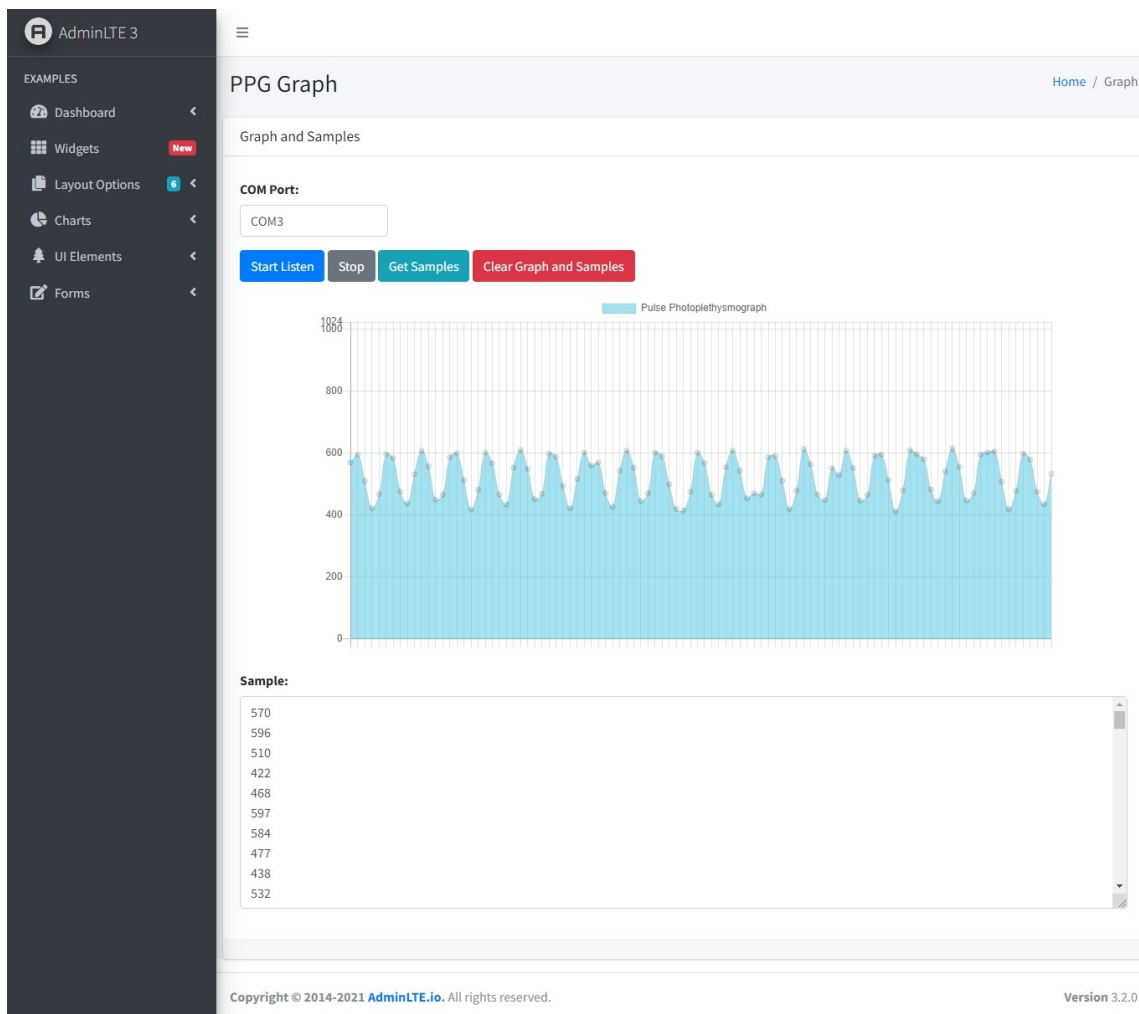 AdminLTE 3
EXAMPLES
Dashboard
Widgets New
Layout Options 6
Charts
UI Elements
Forms
PPG Graph
Home / Graph
Graph and Samples
COM Port:
COM3
Start Listen Stop Get Samples Clear Graph and Samples
Pulse Photoplethysmograph
1024
1000
800
600
400
200
0
Sample:
570
596
510
422
468
597
584
477
438
532
Copyright © 2014-2021 AdminLTE.io. All rights reserved.
Version 3.2.0